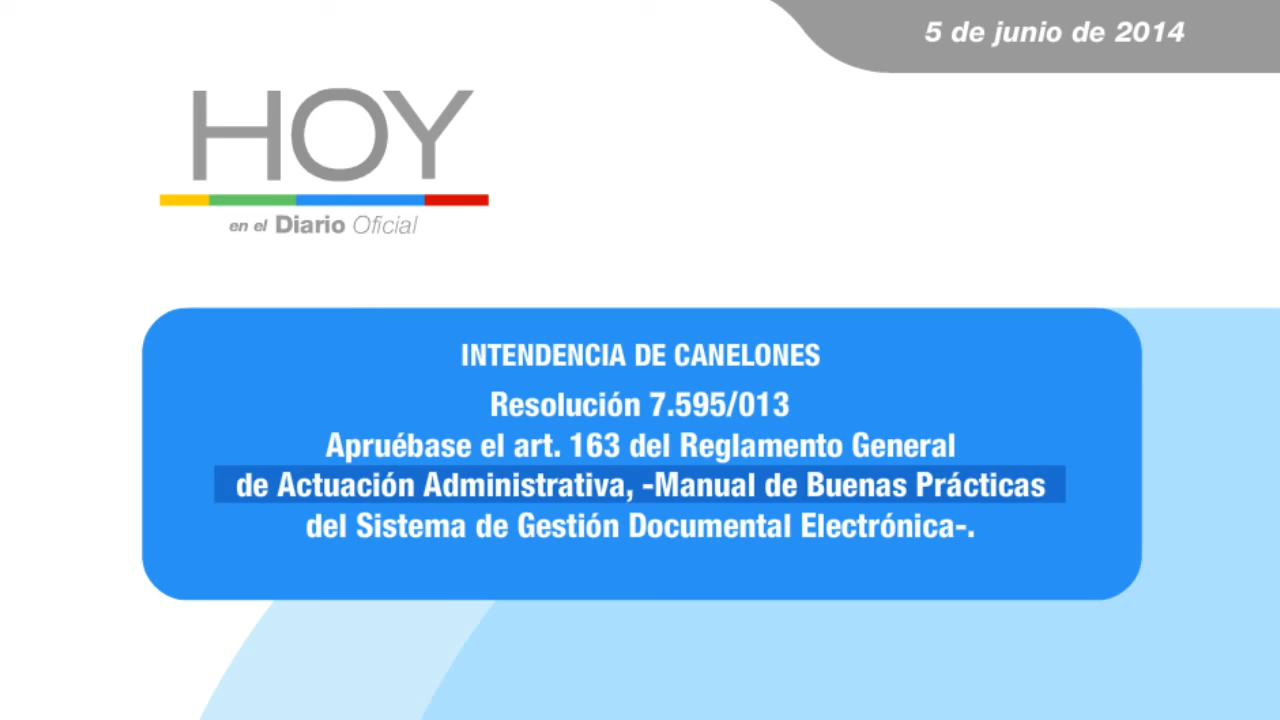 5 de junio de 2014
HOY
en el Diario Oficial
INTENDENCIA DE CANELONES
Resolución 7.595/013
Apruébase el art. 163 del Reglamento General
de Actuación Administrativa, -Manual de Buenas Prácticas
del Sistema de Gestión Documental Electrónica-.